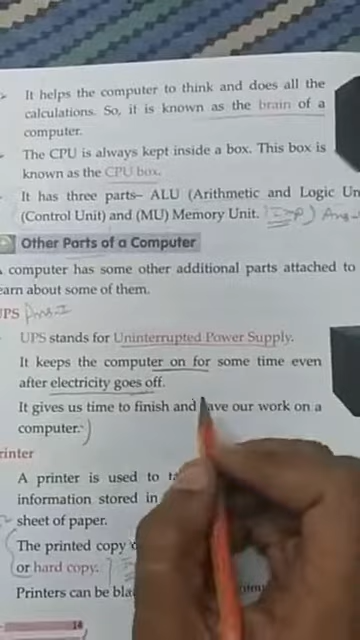 It helps the computer to think and does all the
calculations. So, it is known as the brain of a
computer.
The CPU is always kept inside a box. This box is
known as the CPU box.
It has three parts– ALU (Arithmetic and Logic Un
(Control Unit) and (MU) Memory Unit. (Imp) Ans
Other Parts of a Computer
computer has some other additional parts attached to
earn about some of them.
UPS
UPS stands for Uninterrupted Power Supply.
It keeps the computer on for some time even
after electricity goes off.
It gives us time to finish and save our work on a
computer.
rinter
A printer is used to
information stored in
sheet of paper.
The printed copy
or hard copy.
Printers can be bla
14